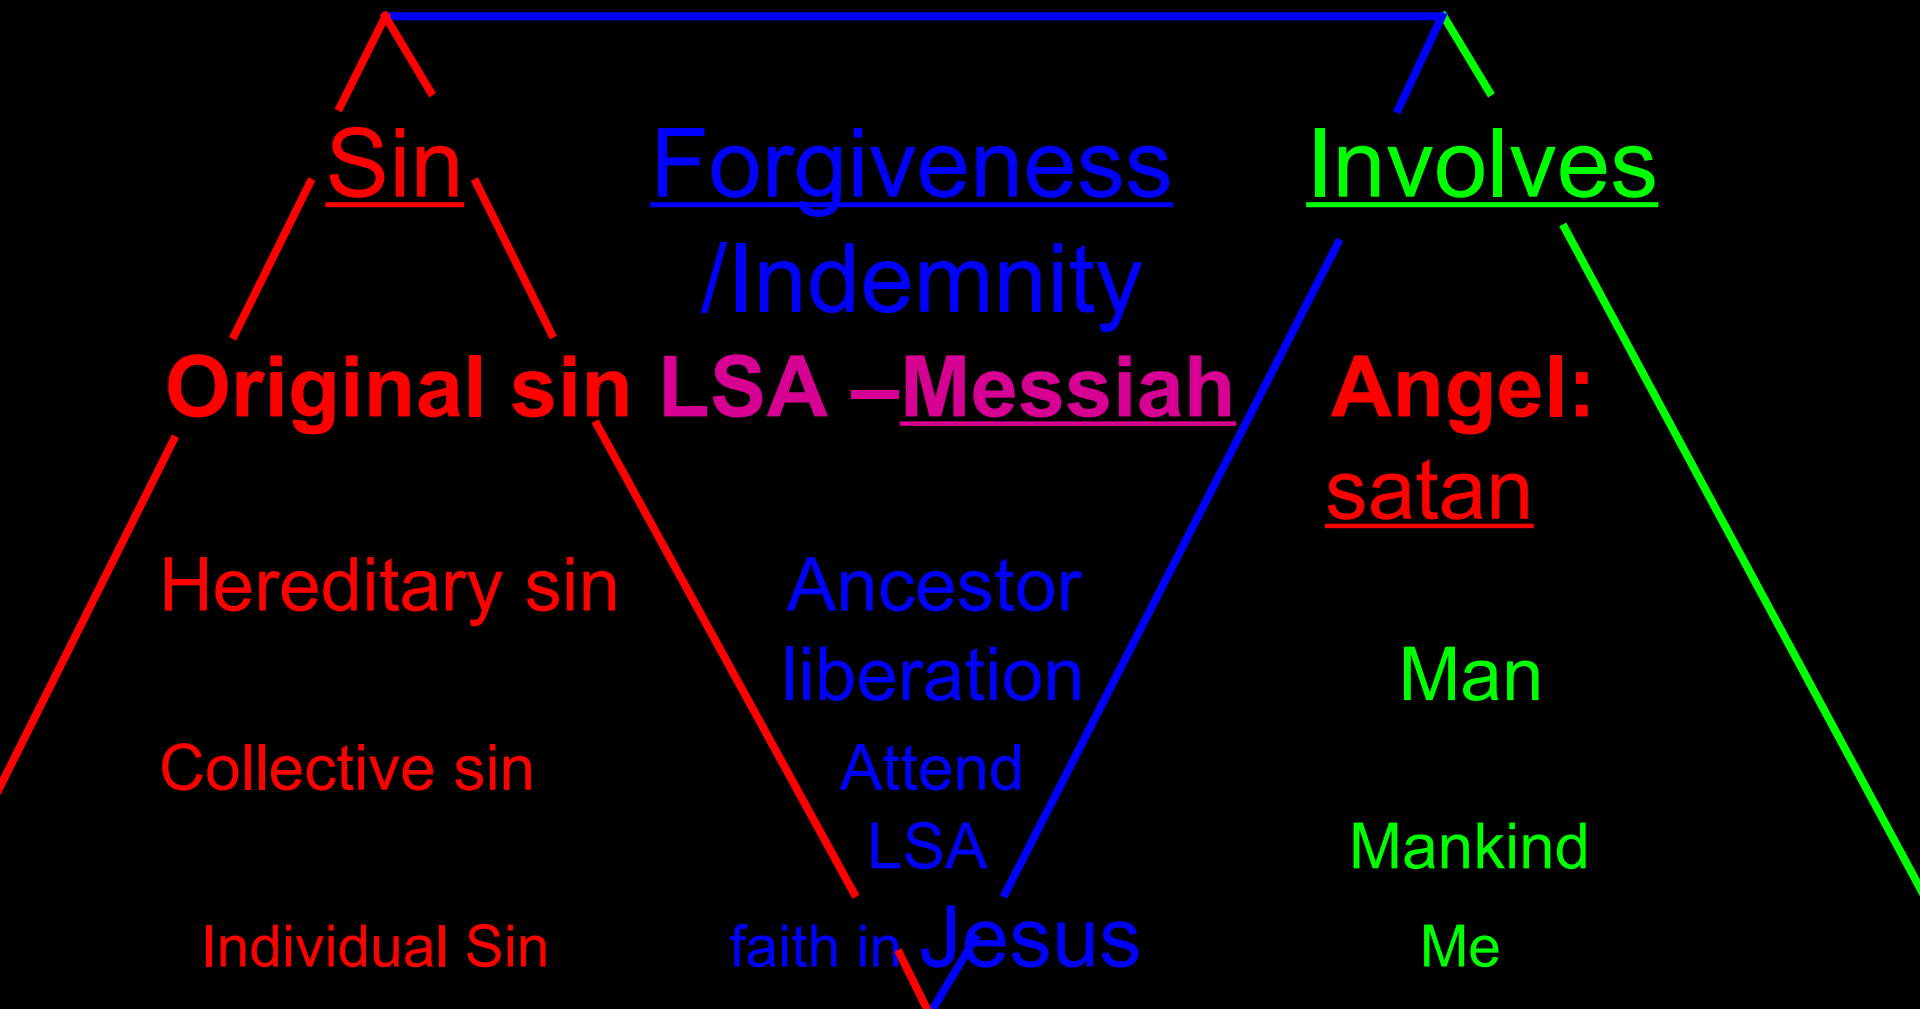 Sin Forgiveness Involves
/Indemnity
Original sin LSA –Messiah Angel:
satan
Hereditary sin Ancestor
liberation Man
Collective sin Attend
LSA Mankind
Individual Sin faith in Jesus Me